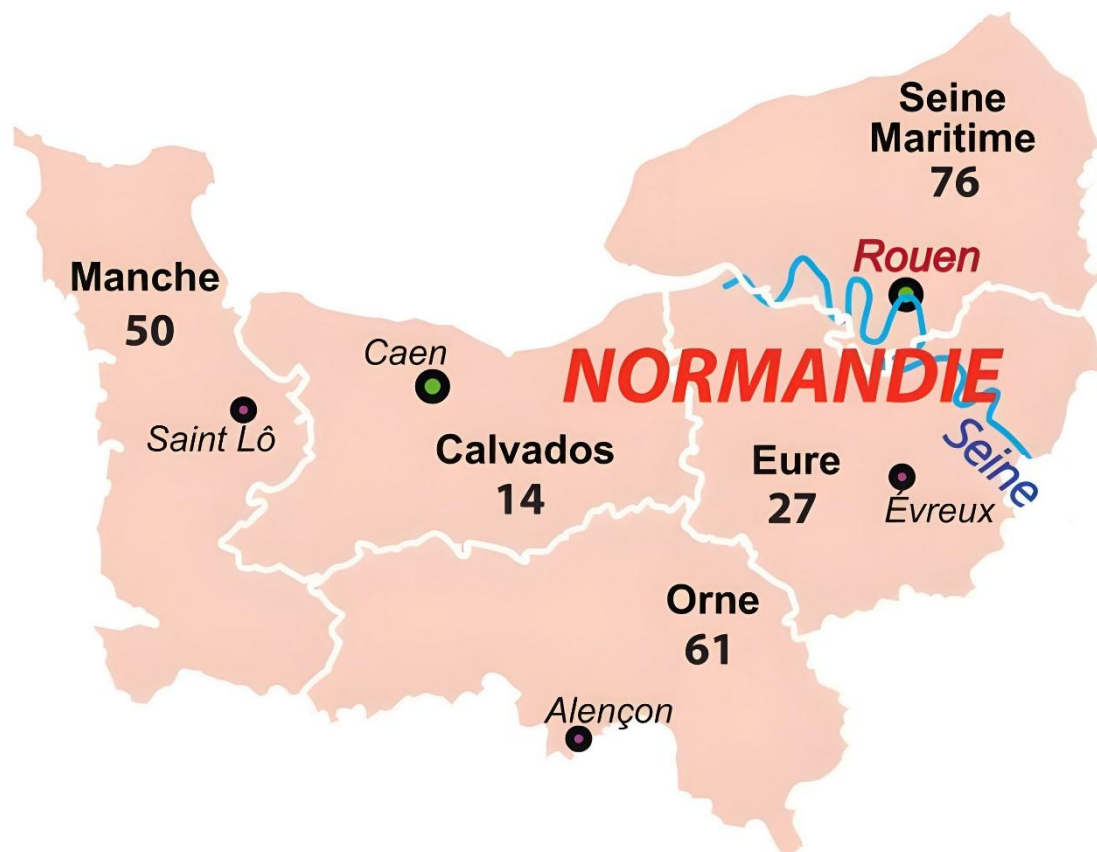 Seine
Maritime
76
Rouen
Manche
50
Caen
NORMANDIE
Saint Lô
Calvados
14
Eure
27
Seine
Évreux
Orne
61
Alençon